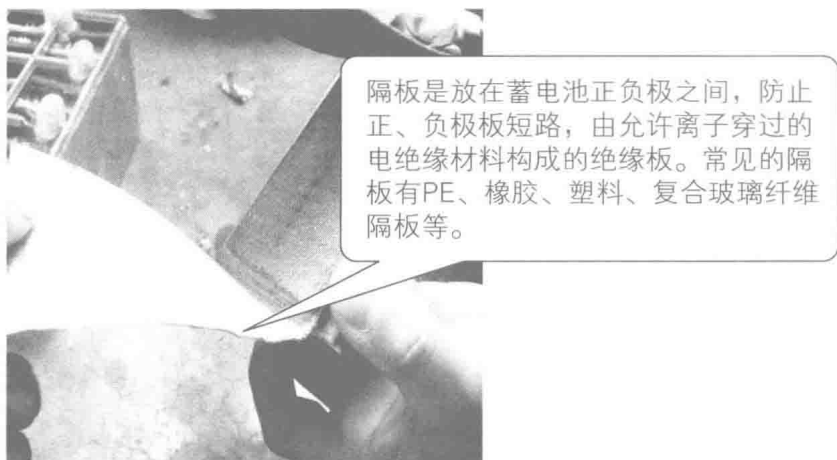 隔板是放在蓄电池正负极之间，防止
正、负极板短路，由允许离子穿过的
电绝缘材料构成的绝缘板。常见的隔
板有PE、橡胶、塑料、复合玻璃纤维
隔板等。